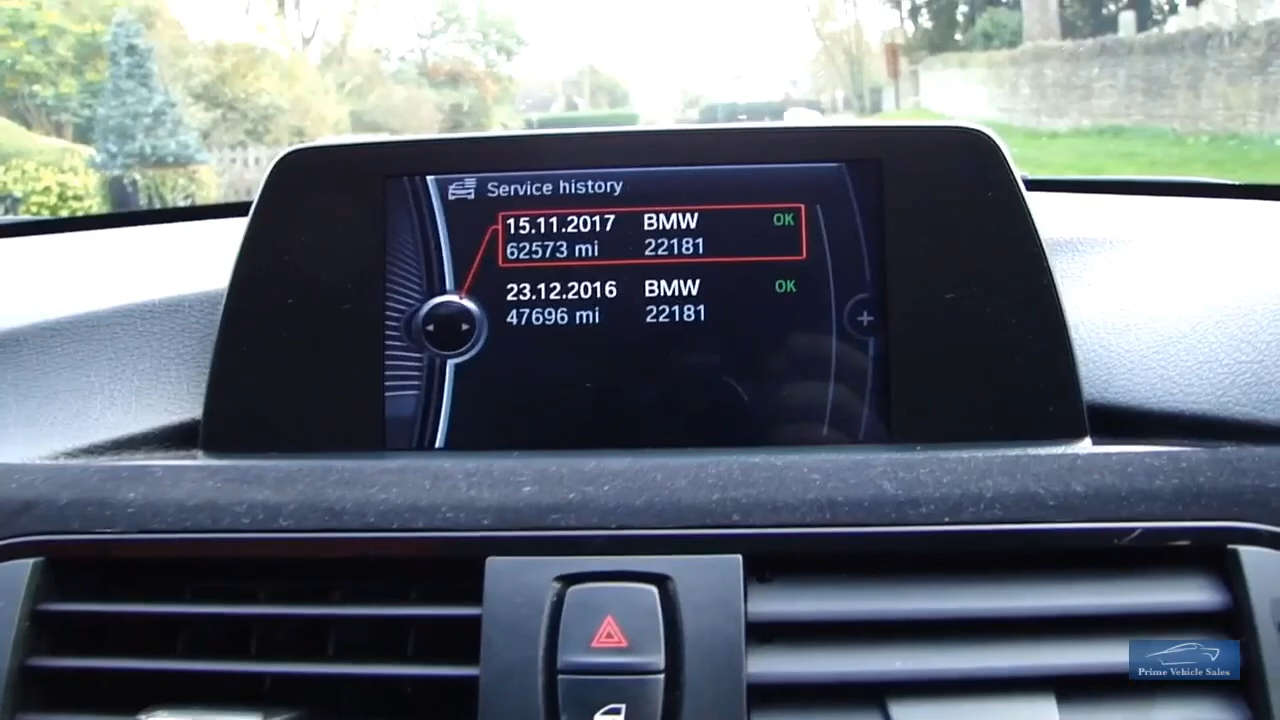 Service history
15.11.2017 BMW OK
62573 mi 22181
23.12.2016 BMW OK
47696 mi 22181
Prime Vehicle Sales